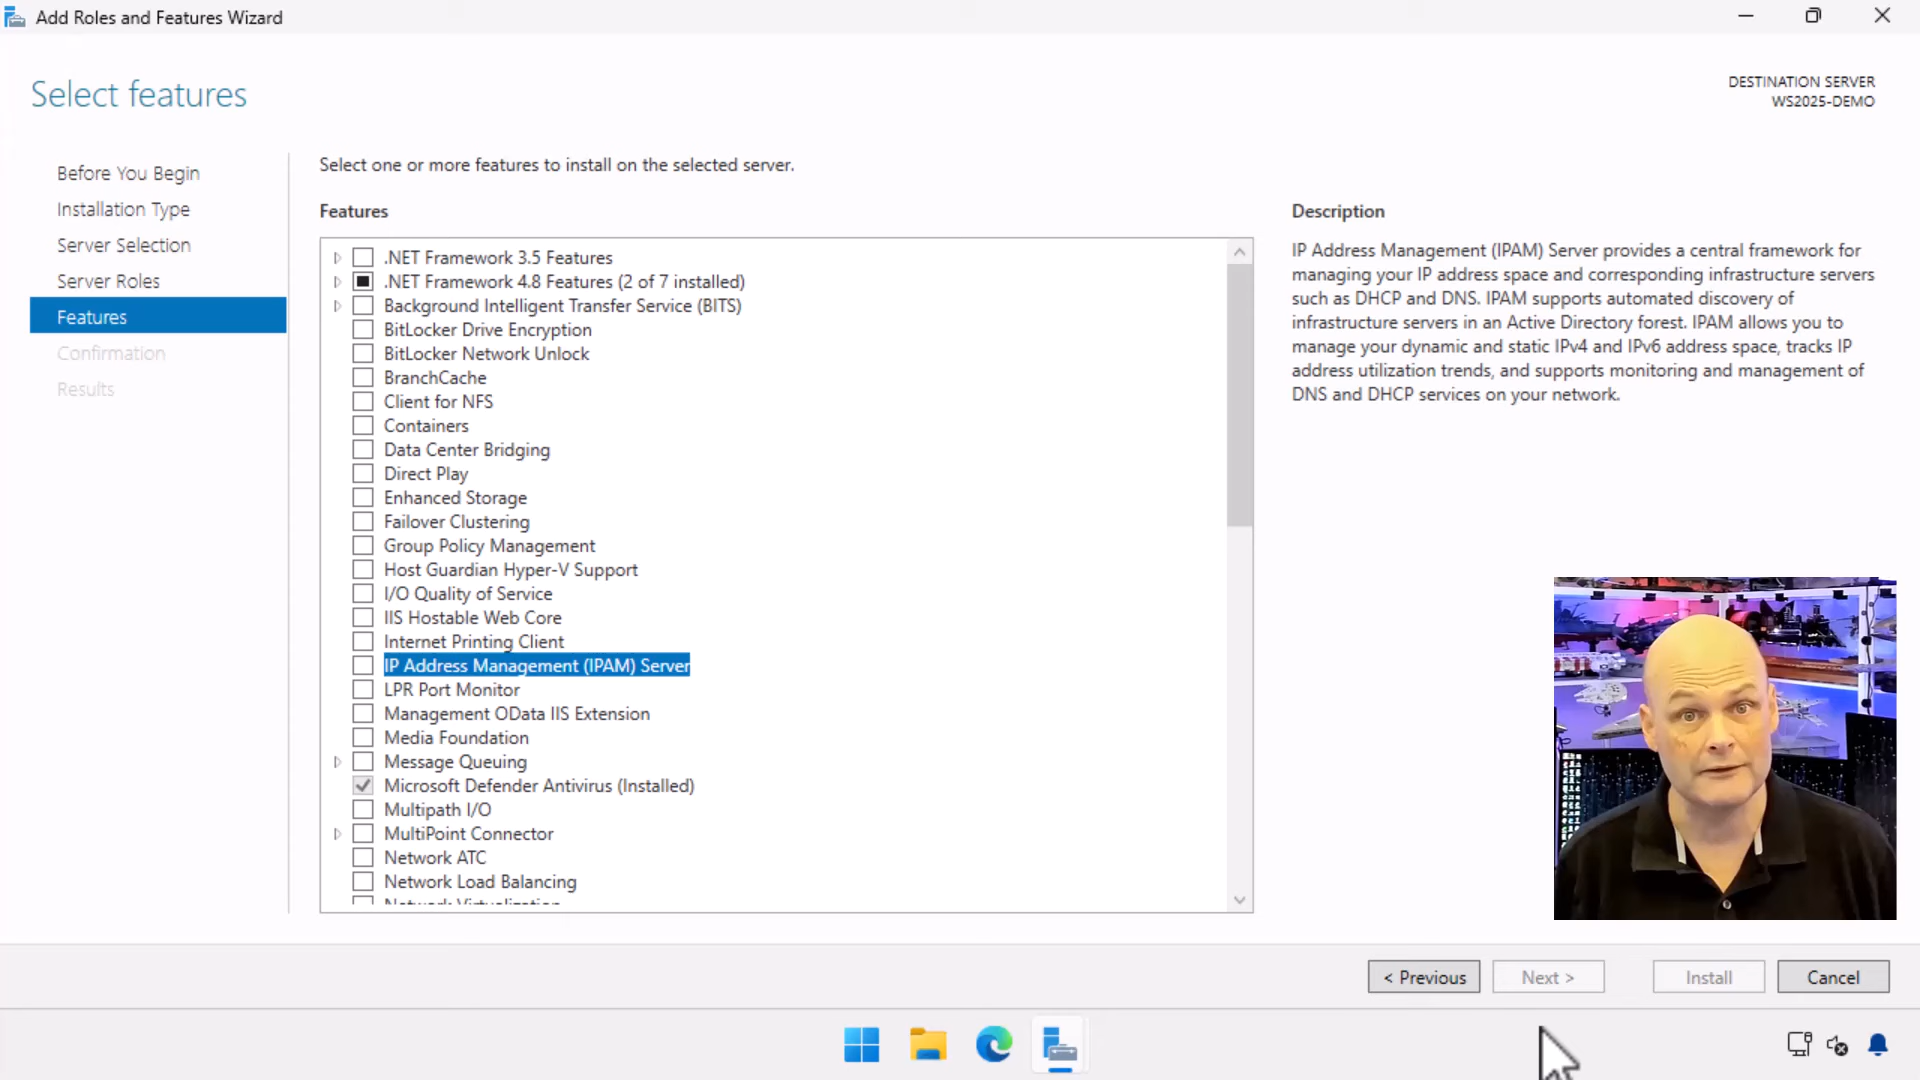 Add Roles and Features Wizard
Select features
DESTINATION SERVER
WS2025-DEMO
Before You Begin
Installation Type
Server Selection
Server Roles
Features
Confirmation
Results
Select one or more features to install on the selected server.
Features
.NET Framework 3.5 Features
.NET Framework 4.8 Features (2 of 7 installed)
Background Intelligent Transfer Service (BITS)
BitLocker Drive Encryption
BitLocker Network Unlock
BranchCache
Client for NFS
Containers
Data Center Bridging
Direct Play
Enhanced Storage
Failover Clustering
Group Policy Management
Host Guardian Hyper-V Support
I/O Quality of Service
IIS Hostable Web Core
Internet Printing Client
IP Address Management (IPAM) Server
LPR Port Monitor
Management OData IIS Extension
Media Foundation
Message Queuing
Microsoft Defender Antivirus (Installed)
Multipath I/O
MultiPoint Connector
Network ATC
Network Load Balancing
Network Virtualization
Description
IP Address Management (IPAM) Server provides a central framework for
managing your IP address space and corresponding infrastructure servers
such as DHCP and DNS. IPAM supports automated discovery of
infrastructure servers in an Active Directory forest. IPAM allows you to
manage your dynamic and static IPv4 and IPv6 address space, tracks IP
address utilization trends, and supports monitoring and management of
DNS and DHCP services on your network.
< Previous
Next >
Install
Cancel